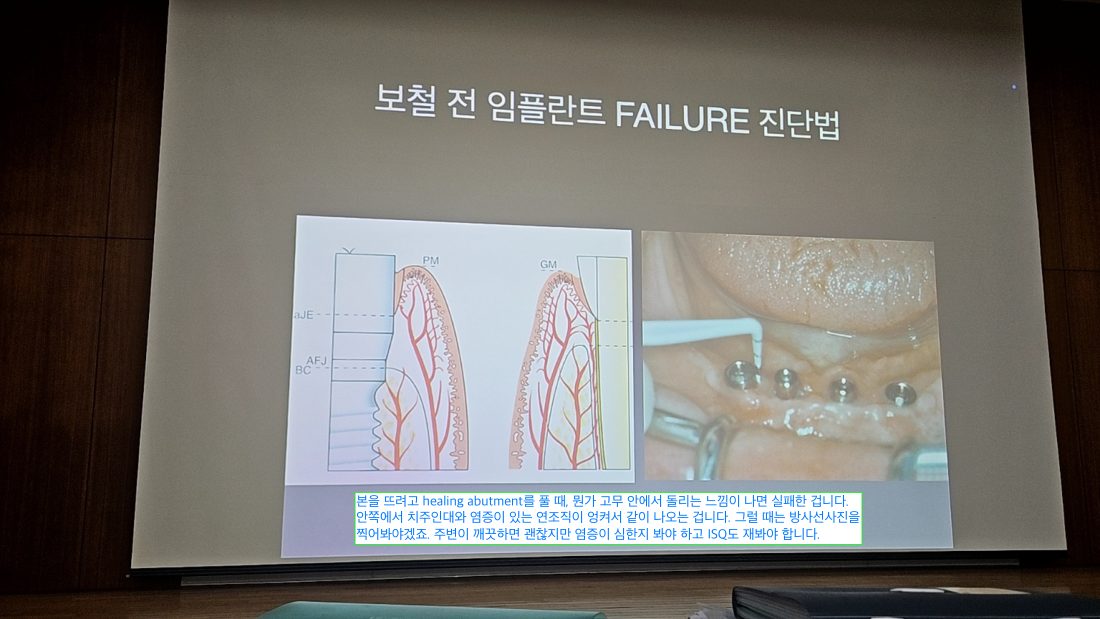 보철 전 임플란트 FAILURE 진단법
PM
GM
aJE
AFJ
BC
본을 뜨려고 healing abutment를 풀 때, 뭔가 고무 안에서 돌리는 느낌이 나면 실패한 겁니다.
안쪽에서 치주인대와 염증이 있는 연조직이 엉켜서 같이 나오는 겁니다. 그럴 때는 방사선사진을
찍어봐야겠죠. 주변이 깨끗하면 괜찮지만 염증이 심한지 봐야 하고 ISQ도 재봐야 합니다.